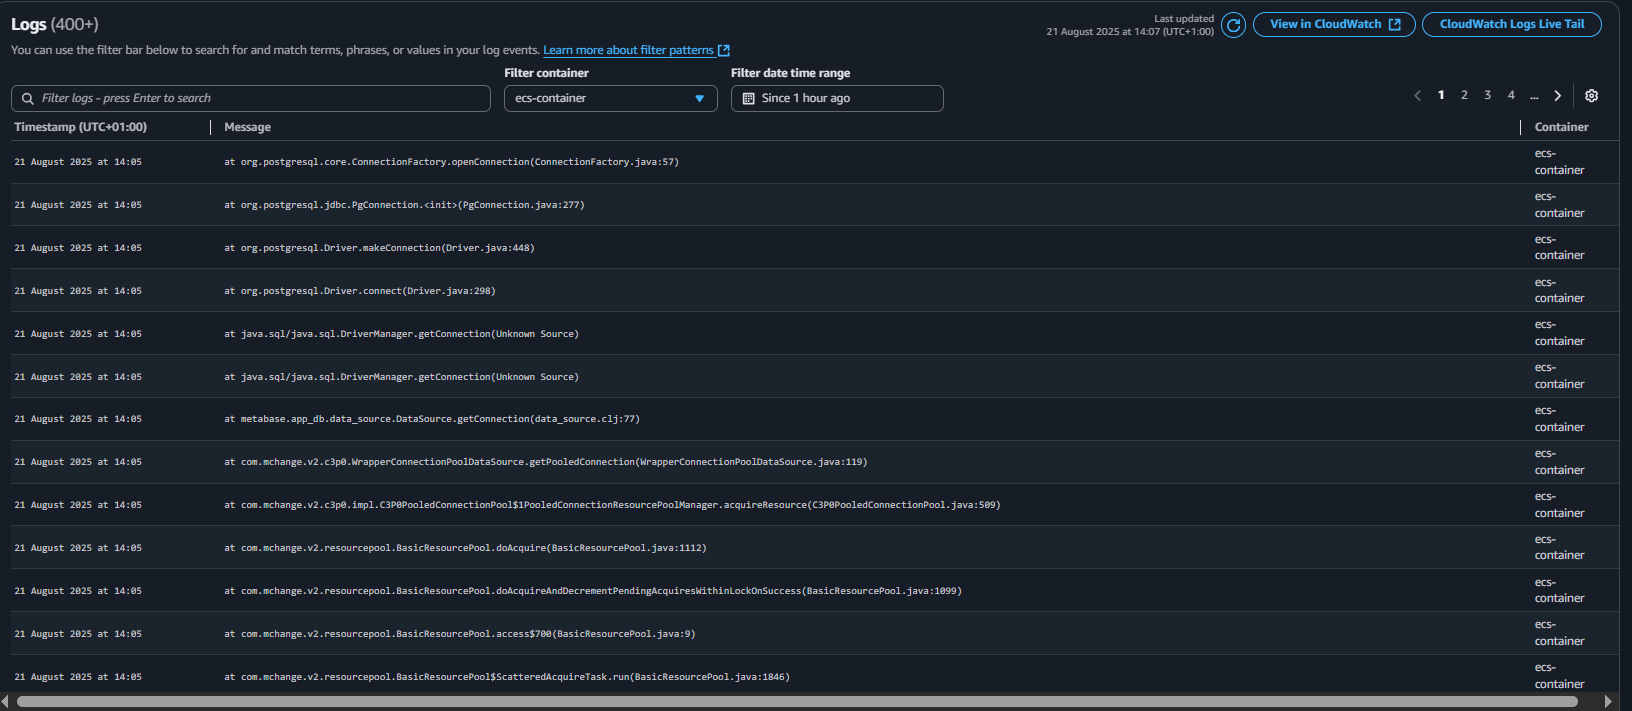 Logs (400+)
Last updated
21 August 2025 at 14:07 (UTC+1:00)
View in CloudWatch
CloudWatch Logs Live Tail
You can use the filter bar below to search for and match terms, phrases, or values in your log events. Learn more about filter patterns
Filter container
Filter date time range
Filter logs - press Enter to search
ecs-container
Since 1 hour ago
1 2 3 4 ...
Timestamp (UTC+01:00) Message Container
21 August 2025 at 14:05 at org.postgresql.core.ConnectionFactory.openConnection(ConnectionFactory.java:57) ecs-
container
21 August 2025 at 14:05 at org.postgresql.jdbc.PgConnection.<init>(PgConnection.java:277) ecs-
container
21 August 2025 at 14:05 at org.postgresql.Driver.makeConnection(Driver.java:448) ecs-
container
21 August 2025 at 14:05 at org.postgresql.Driver.connect(Driver.java:298) ecs-
container
21 August 2025 at 14:05 at java.sql/java.sql.DriverManager.getConnection(Unknown Source) ecs-
container
21 August 2025 at 14:05 at java.sql/java.sql.DriverManager.getConnection(Unknown Source) ecs-
container
21 August 2025 at 14:05 at metabase.app_db.data_source.DataSource.getConnection(data_source.clj:77) ecs-
container
21 August 2025 at 14:05 at com.mchange.v2.c3p0.WrapperConnectionPoolDataSource.getPooledConnection(WrapperConnectionPoolDataSource.java:119) ecs-
container
21 August 2025 at 14:05 at com.mchange.v2.c3p0.impl.C3P0PooledConnectionPool$1PooledConnectionResourcePoolManager.acquireResource(C3P0PooledConnectionPool.java:509) ecs-
container
21 August 2025 at 14:05 at com.mchange.v2.resourcepool.BasicResourcePool.doAcquire(BasicResourcePool.java:1112) ecs-
container
21 August 2025 at 14:05 at com.mchange.v2.resourcepool.BasicResourcePool.doAcquireAndDecrementPendingAcquiresWithinLockOnSuccess(BasicResourcePool.java:1099) ecs-
container
21 August 2025 at 14:05 at com.mchange.v2.resourcepool.BasicResourcePool.access$700(BasicResourcePool.java:9) ecs-
container
21 August 2025 at 14:05 at com.mchange.v2.resourcepool.BasicResourcePool$ScatteredAcquireTask.run(BasicResourcePool.java:1846) ecs-
container